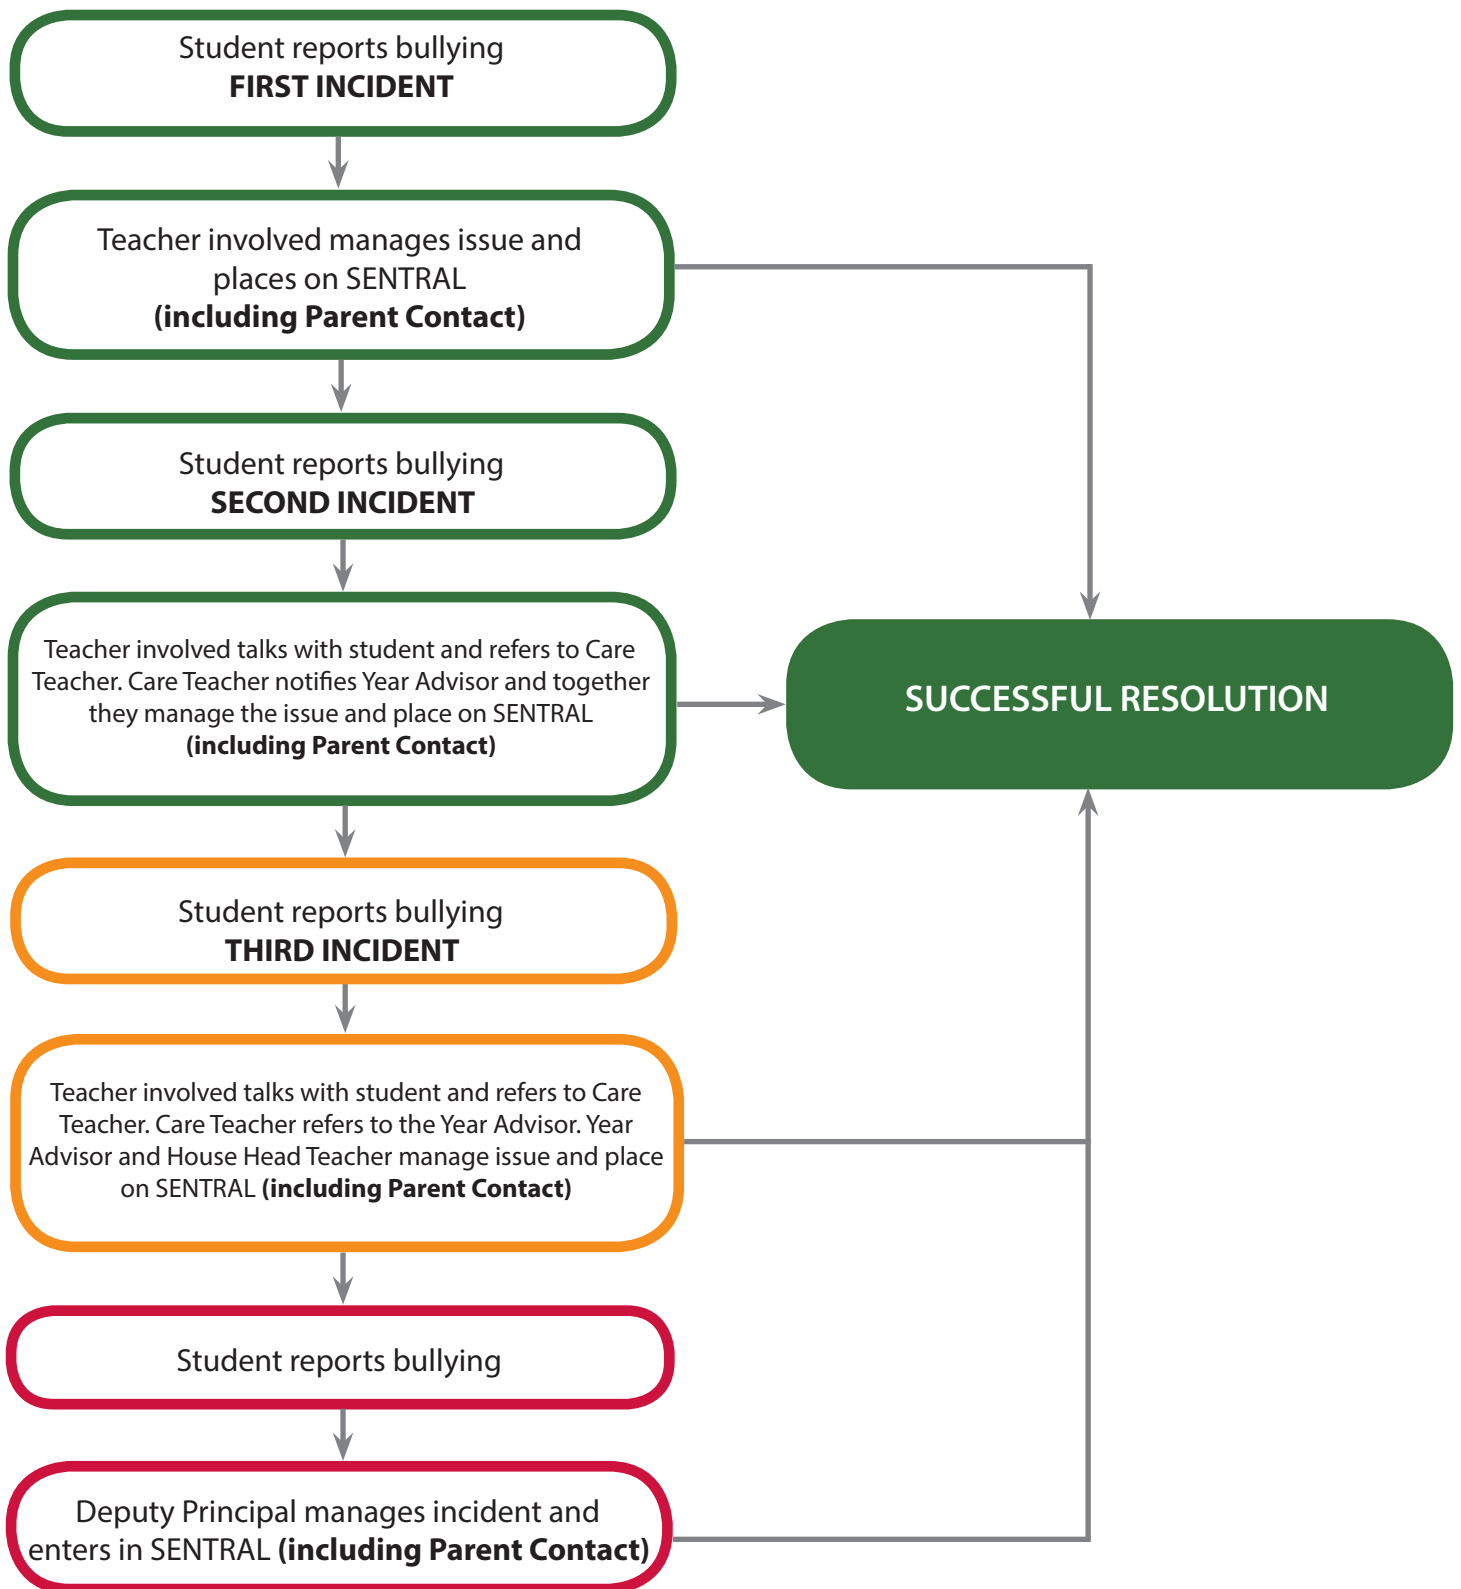 Student reports bullying
FIRST INCIDENT
Teacher involved manages issue and
places on SENTRAL
(including Parent Contact)
Student reports bullying
SECOND INCIDENT
Teacher involved talks with student and refers to Care
Teacher. Care Teacher notifies Year Advisor and together
they manage the issue and place on SENTRAL
(including Parent Contact)
SUCCESSFUL RESOLUTION
Student reports bullying
THIRD INCIDENT
Teacher involved talks with student and refers to Care
Teacher. Care Teacher refers to the Year Advisor. Year
Advisor and House Head Teacher manage issue and place
on SENTRAL (including Parent Contact)
Student reports bullying
Deputy Principal manages incident and
enters in SENTRAL (including Parent Contact)